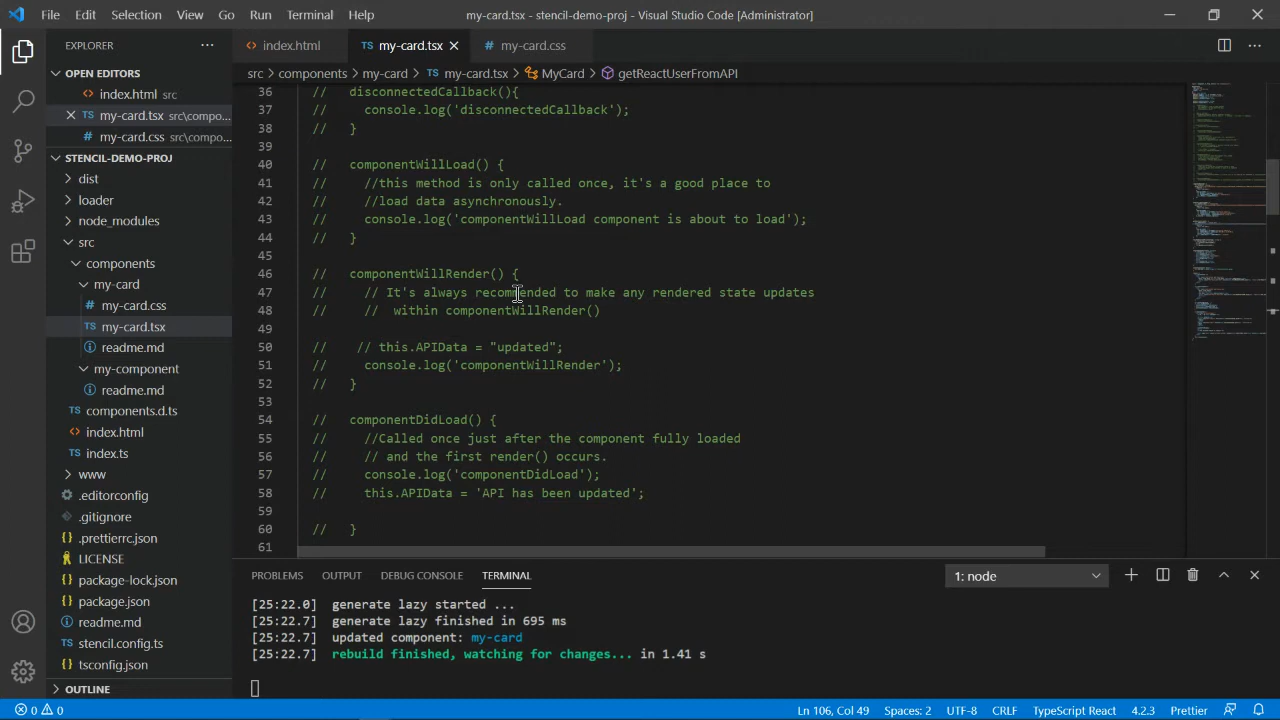 File Edit Selection View Go Run Terminal Help my-card.tsx - stencil-demo-proj - Visual Studio Code [Administrator]
EXPLORER
OPEN EDITORS
index.html src
my-card.tsx src\compo...
my-card.css src\compo...
STENCIL-DEMO-PROJ
dist
loader
node_modules
src
components
my-card
my-card.css
my-card.tsx
readme.md
my-component
readme.md
components.d.ts
index.html
index.ts
www
.editorconfig
.gitignore
.prettierrc.json
LICENSE
package-lock.json
package.json
readme.md
stencil.config.ts
tsconfig.json
OUTLINE
index.html my-card.tsx my-card.css
src > components > my-card > my-card.tsx > MyCard > getReactUserFromAPI
36 // disconnectedCallback() {
37 // console.log('disconnectedCallback');
38 // }
39
40 // componentWillLoad() {
41 // //this method is only called once, it's a good place to
42 // //load data asynchronously.
43 // console.log('compontentWillLoad component is about to load');
44 // }
45
46 // componentWillRender() {
47 // // It's always to make any rendered state updates
48 // // within componentWillRender()
49
50 // // this.APIData = "updated";
51 // console.log('componentWillRender');
52 // }
53
54 // componentDidLoad() {
55 // //Called once just after the component fully loaded
56 // // and the first render() occurs.
57 // console.log('componentDidLoad');
58 // this.APIData = 'API has been updated';
59
60 // }
61
PROBLEMS OUTPUT DEBUG CONSOLE TERMINAL 1: node
[25:22.0] generate lazy started ...
[25:22.7] generate lazy finished in 695 ms
[25:22.7] updated component: my-card
[25:22.7] rebuild finished, watching for changes... in 1.41 s
0 0 Ln 106, Col 49 Spaces: 2 UTF-8 CRLF TypeScript React 4.2.3 Prettier